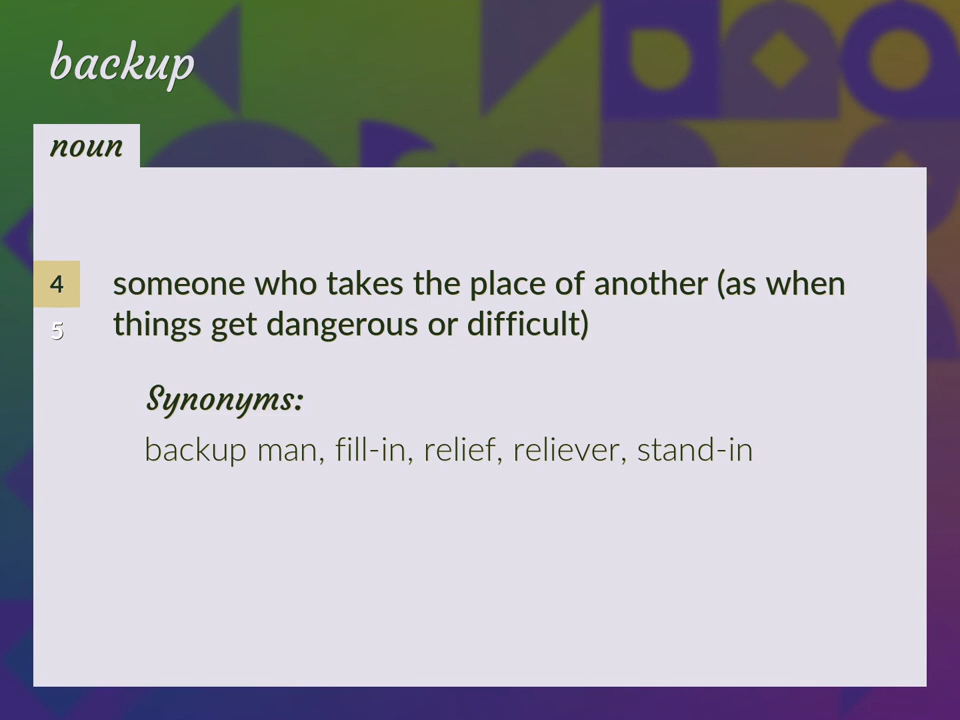 backup
noun
4
someone who takes the place of another (as when
things get dangerous or difficult)
5
Synonyms:
backup man, fill-in, relief, reliever, stand-in